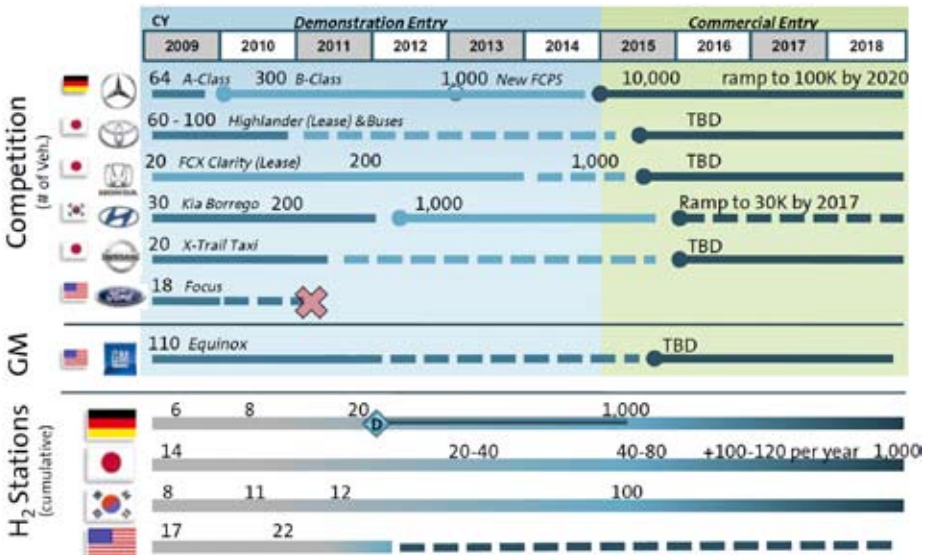 CY Demonstration Entry Commercial Entry
2009 2010 2011 2012 2013 2014 2015 2016 2017 2018
Competition
(# of Veh.)
64 A-Class 300 B-Class 1,000 New FCPS 10,000 ramp to 100K by 2020
60 - 100 Highlander (Lease) & Buses TBD
20 FCX Clarity (Lease) 200 1,000 TBD
HONDA
30 Kia Borrego 200 1,000 Ramp to 30K by 2017
20 X-Trail Taxi TBD
NISSAN
18 Focus
Ford
GM
GM
110 Equinox TBD
H2 Stations
(cumulative)
6 8 20 D 1,000
14 20-40 40-80 +100-120 per year 1,000
8 11 12 100
17 22